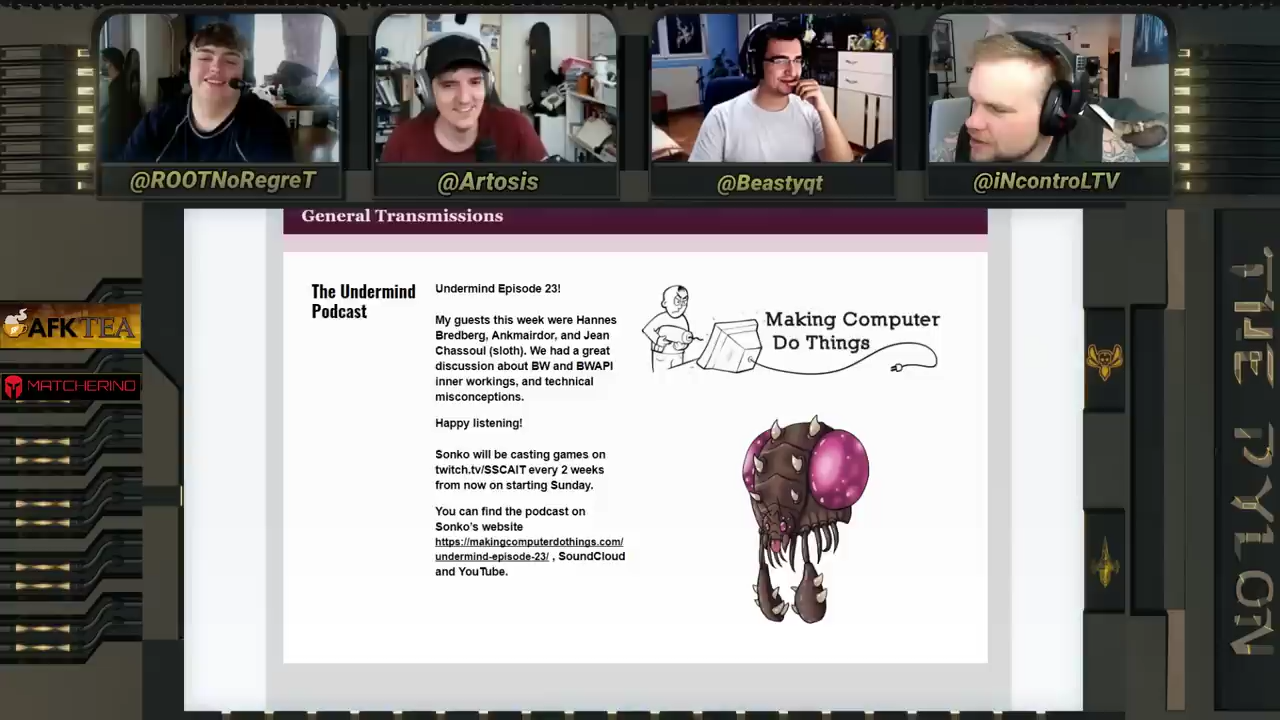 @ROOTNoRegreT
@Artosis
@Beastyqt
@iNcontroLTV
General Transmissions
The Undermind
Podcast
Undermind Episode 23!
My guests this week were Hannes
Bredberg, Ankmairdor, and Jean
Chassoul (sloth). We had a great
discussion about BW and BWAPI
inner workings, and technical
misconceptions.
Happy listening!
Sonko will be casting games on
twitch.tv/SSCAIT every 2 weeks
from now on starting Sunday.
You can find the podcast on
Sonko's website
https://makingcomputerdothings.com/
undermind-episode-23/ , SoundCloud
and YouTube.
Making Computer
Do Things
AFKTEA
MATCHERINO
THE PYLON